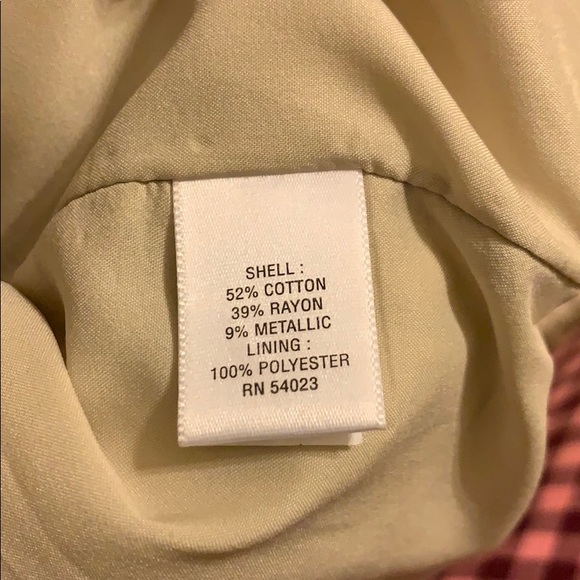 SHELL :
52% COTTON
39% RAYON
9% METALLIC
LINING :
100% POLYESTER
RN 54023